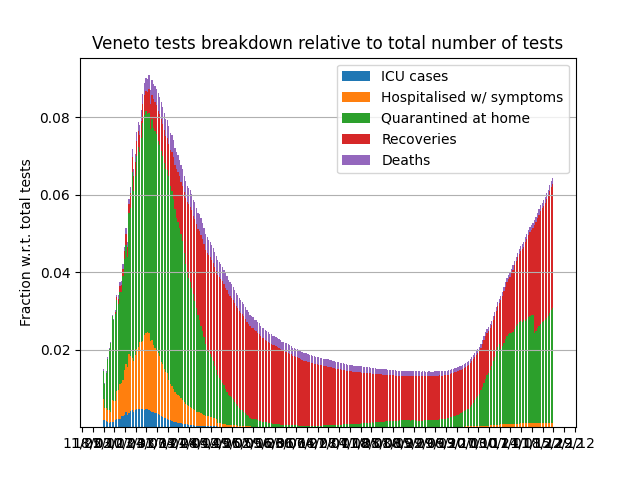 Veneto tests breakdown relative to total number of tests
ICU cases
Hospitalised w/ symptoms
Quarantined at home
Recoveries
Deaths
Fraction w.r.t. total tests
0.08
0.06
0.04
0.02